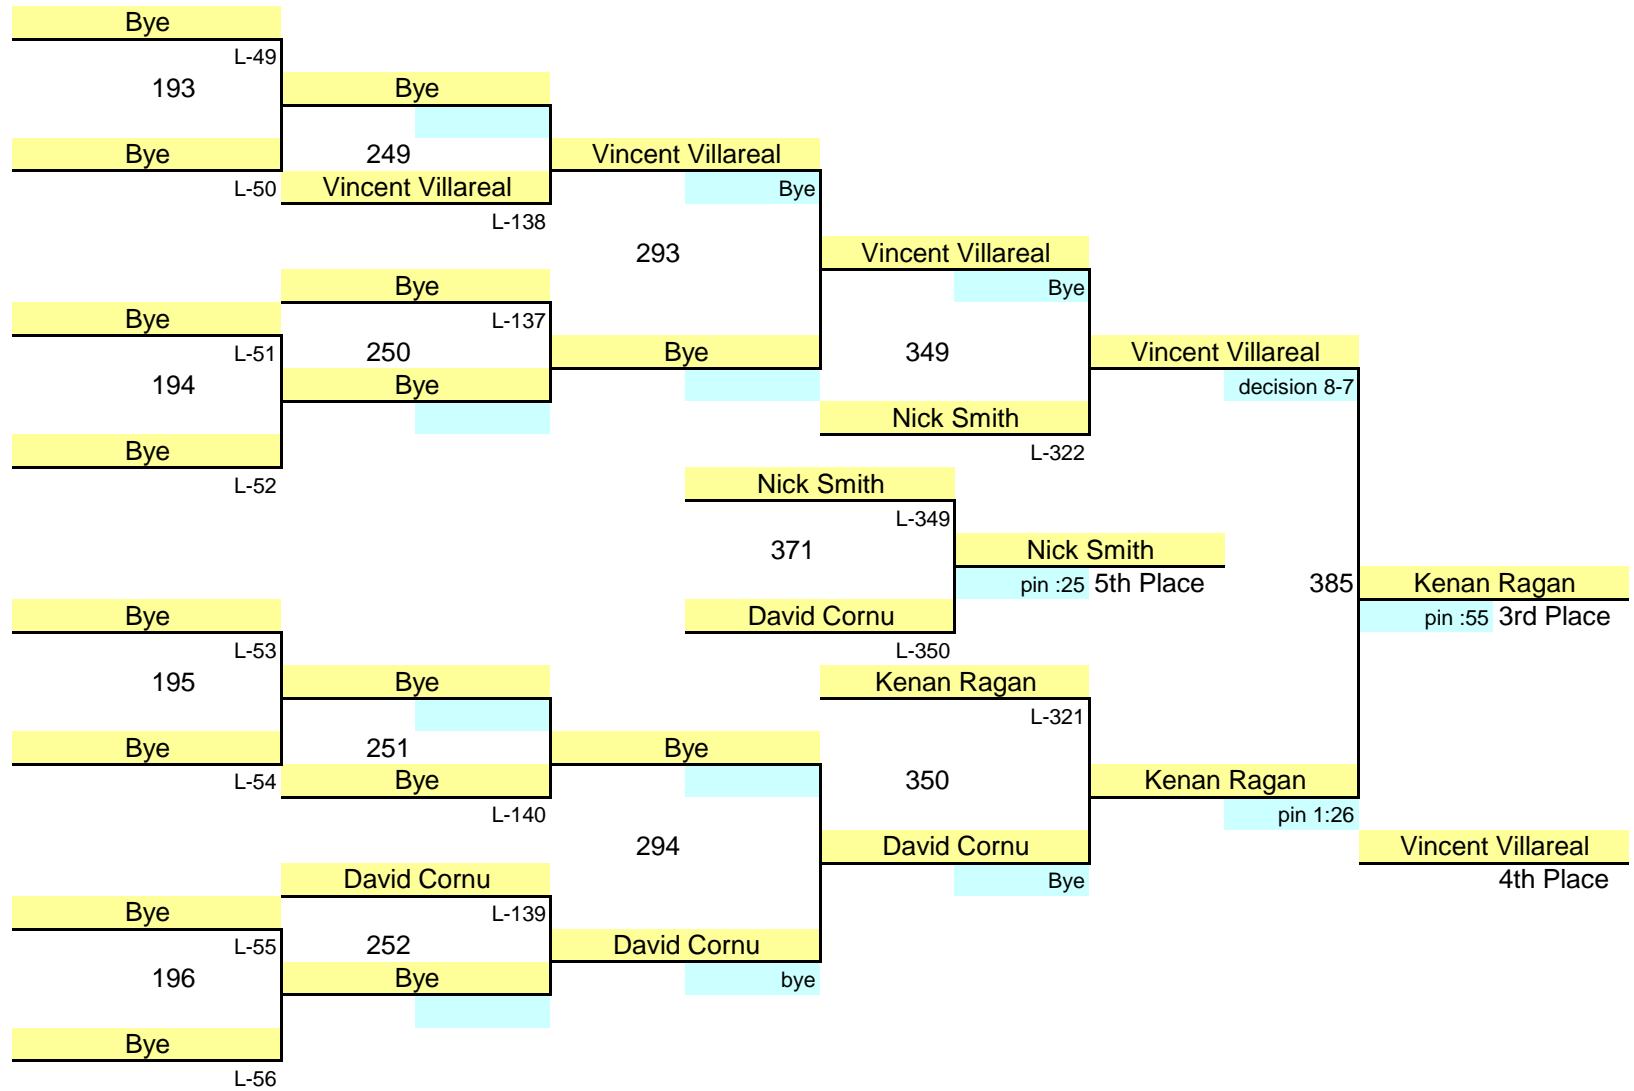 Bye
L-49
193
Bye
Bye
249
Vincent Villareal
L-50
Vincent Villareal
Bye
L-138
293
Vincent Villareal
Bye
Bye
Bye
L-137
L-51
250
Bye
349
Vincent Villareal
194
Bye
decision 8-7
Nick Smith
Bye
L-322
L-52
Nick Smith
L-349
371
Nick Smith
pin :25 5th Place
385
Kenan Ragan
pin :55 3rd Place
Bye
David Cornu
L-53
L-350
195
Bye
Kenan Ragan
L-321
Bye
251
Bye
L-54
Bye
350
Kenan Ragan
L-140
pin 1:26
294
David Cornu
Vincent Villareal
David Cornu
Bye
4th Place
Bye
L-139
L-55
252
David Cornu
196
Bye
bye
Bye
L-56